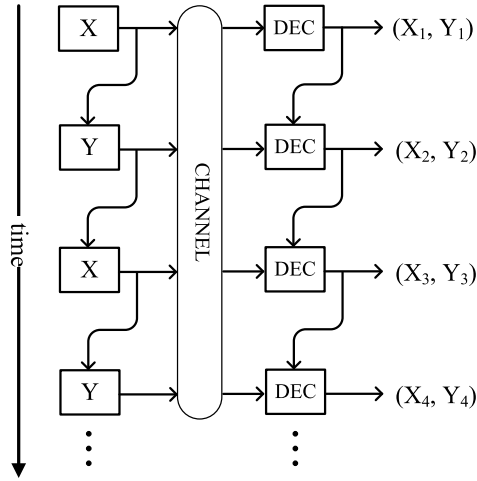 X DEC (X1, Y1)
Y DEC (X2, Y2)
CHANNEL
time
X DEC (X3, Y3)
Y DEC (X4, Y4)